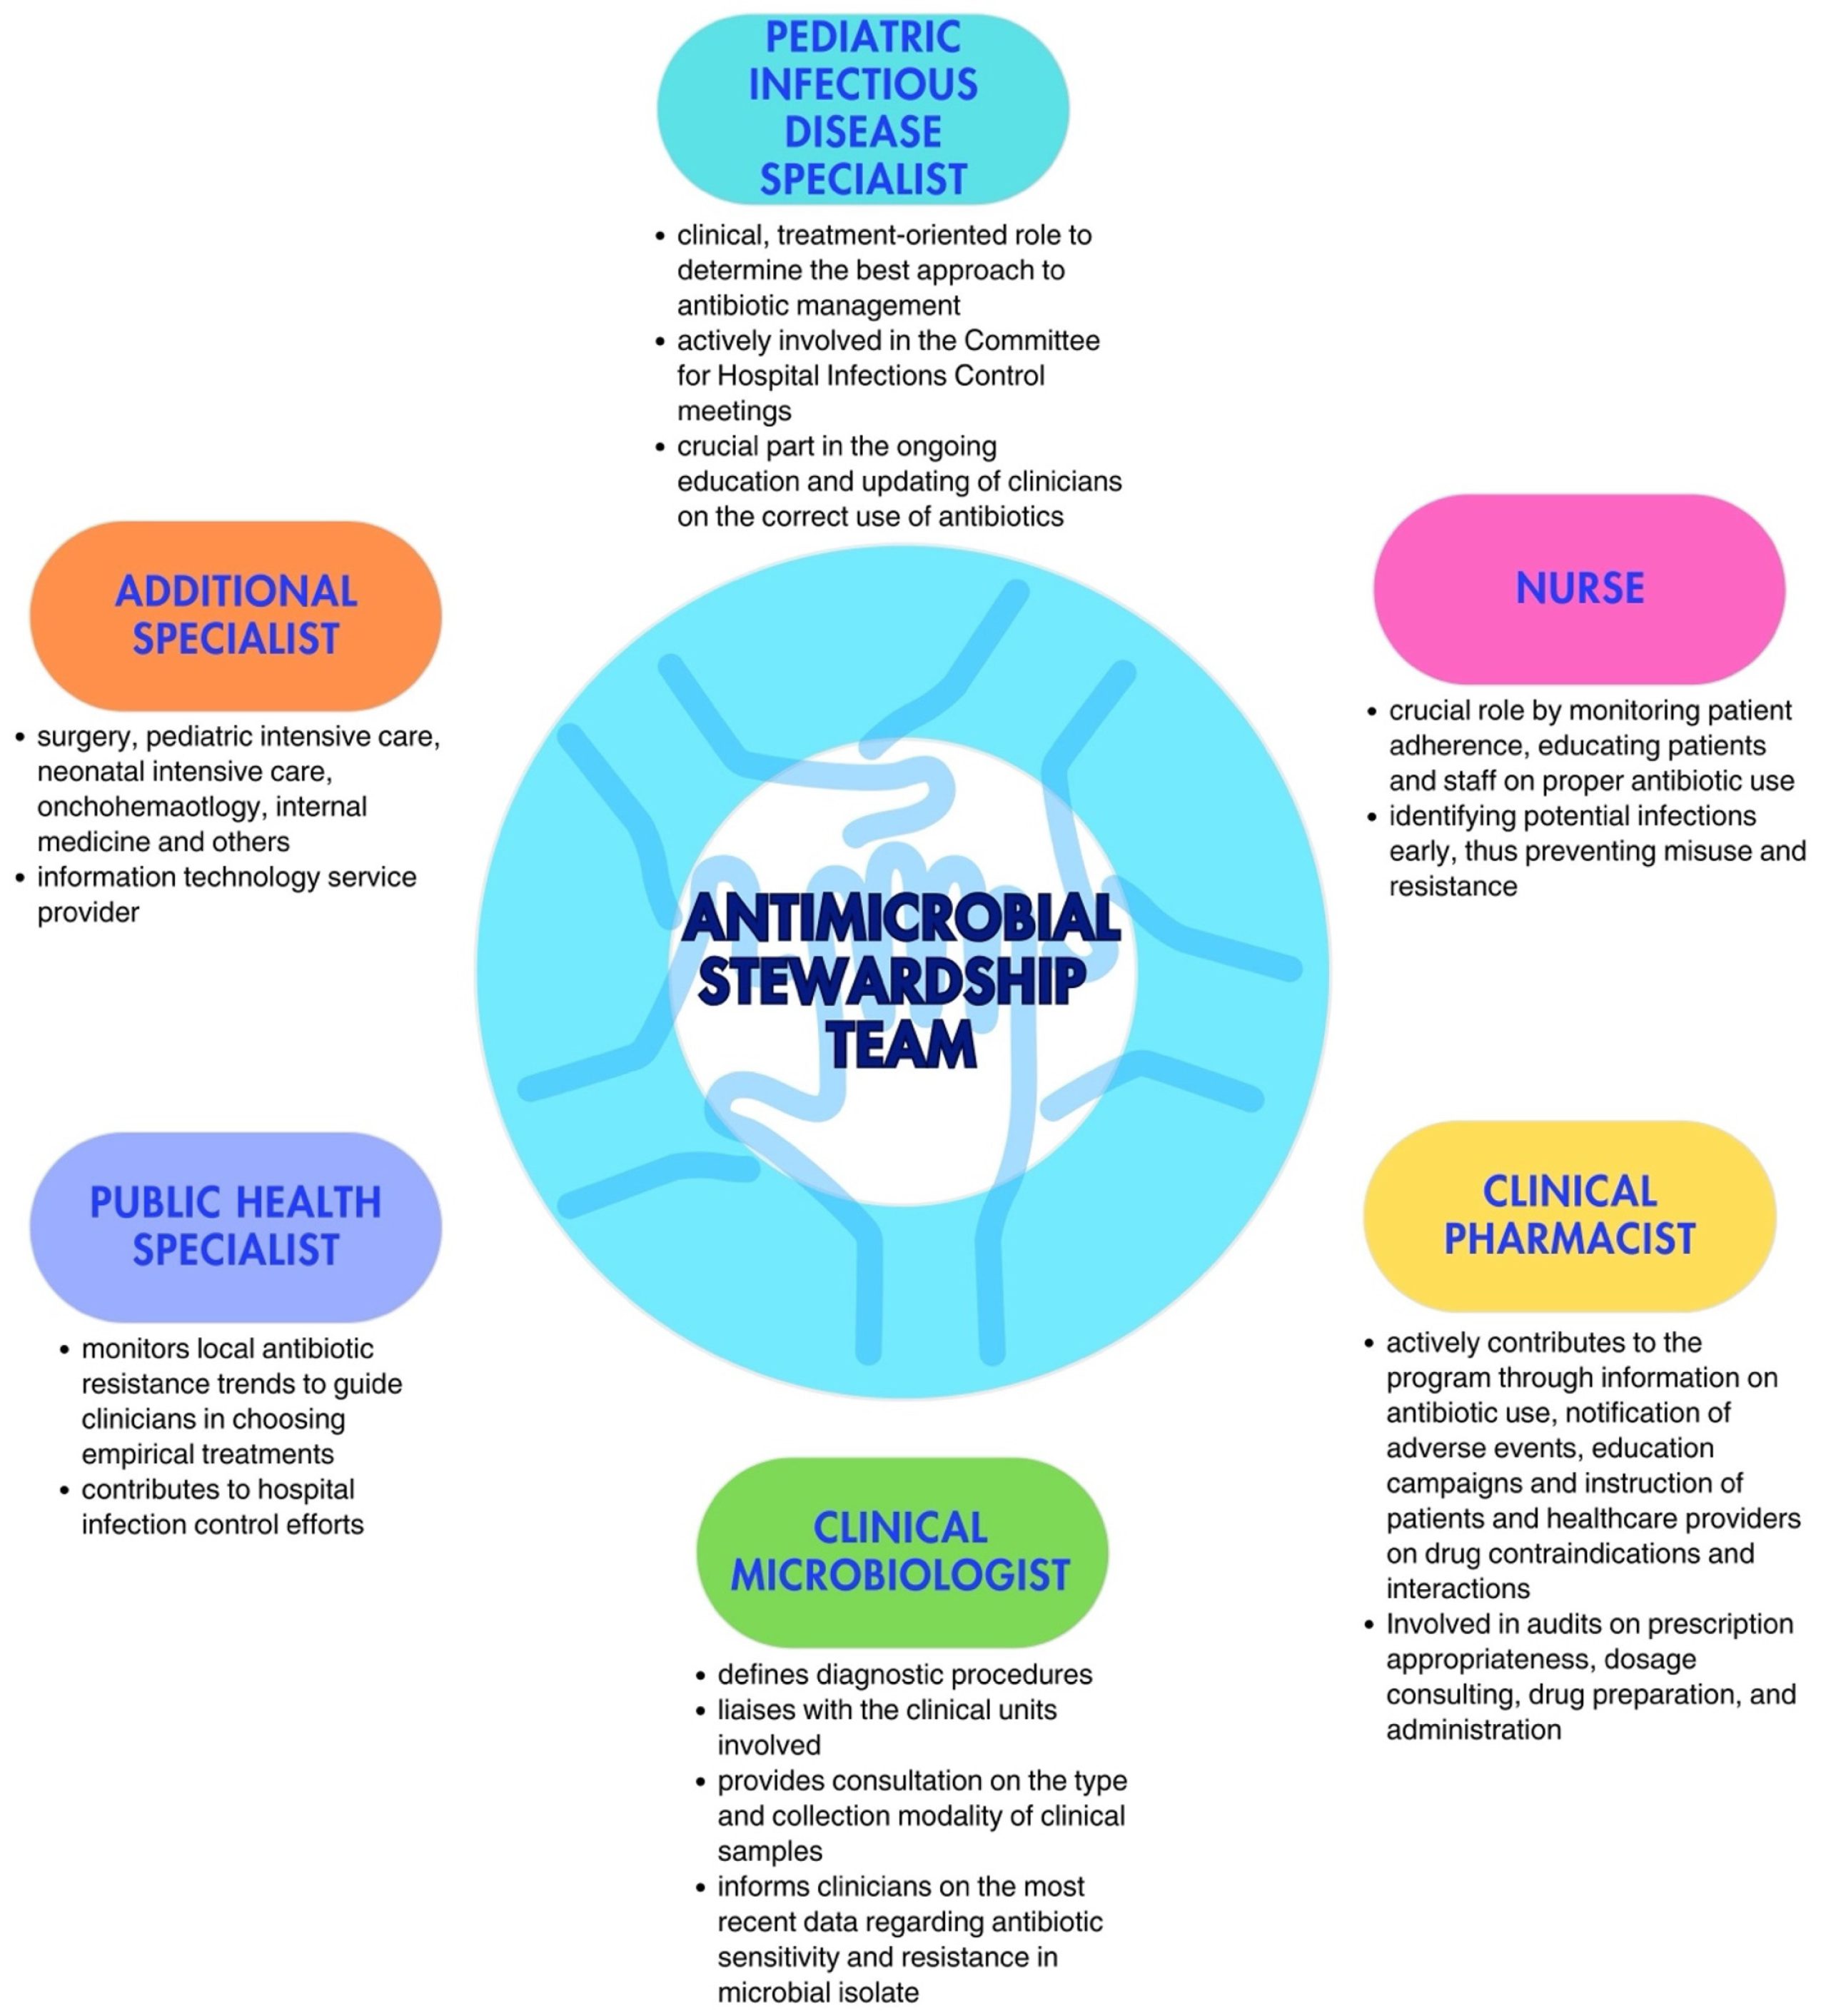 PEDIATRIC
INFECTIOUS
DISEASE
SPECIALIST
• clinical, treatment-oriented role to
determine the best approach to
antibiotic management
• actively involved in the Committee
for Hospital Infections Control
meetings
• crucial part in the ongoing
education and updating of clinicians
on the correct use of antibiotics
ADDITIONAL
SPECIALIST
• surgery, pediatric intensive care,
neonatal intensive care,
onchohemaotlogy, internal
medicine and others
• information technology service
provider
NURSE
• crucial role by monitoring patient
adherence, educating patients
and staff on proper antibiotic use
• identifying potential infections
early, thus preventing misuse and
resistance
ANTIMICROBIAL
STEWARDSHIP
TEAM
PUBLIC HEALTH
SPECIALIST
• monitors local antibiotic
resistance trends to guide
clinicians in choosing
empirical treatments
• contributes to hospital
infection control efforts
CLINICAL
PHARMACIST
• actively contributes to the
program through information on
antibiotic use, notification of
adverse events, education
campaigns and instruction of
patients and healthcare providers
on drug contraindications and
interactions
• Involved in audits on prescription
appropriateness, dosage
consulting, drug preparation, and
administration
CLINICAL
MICROBIOLOGIST
• defines diagnostic procedures
• liaises with the clinical units
involved
• provides consultation on the type
and collection modality of clinical
samples
• informs clinicians on the most
recent data regarding antibiotic
sensitivity and resistance in
microbial isolate